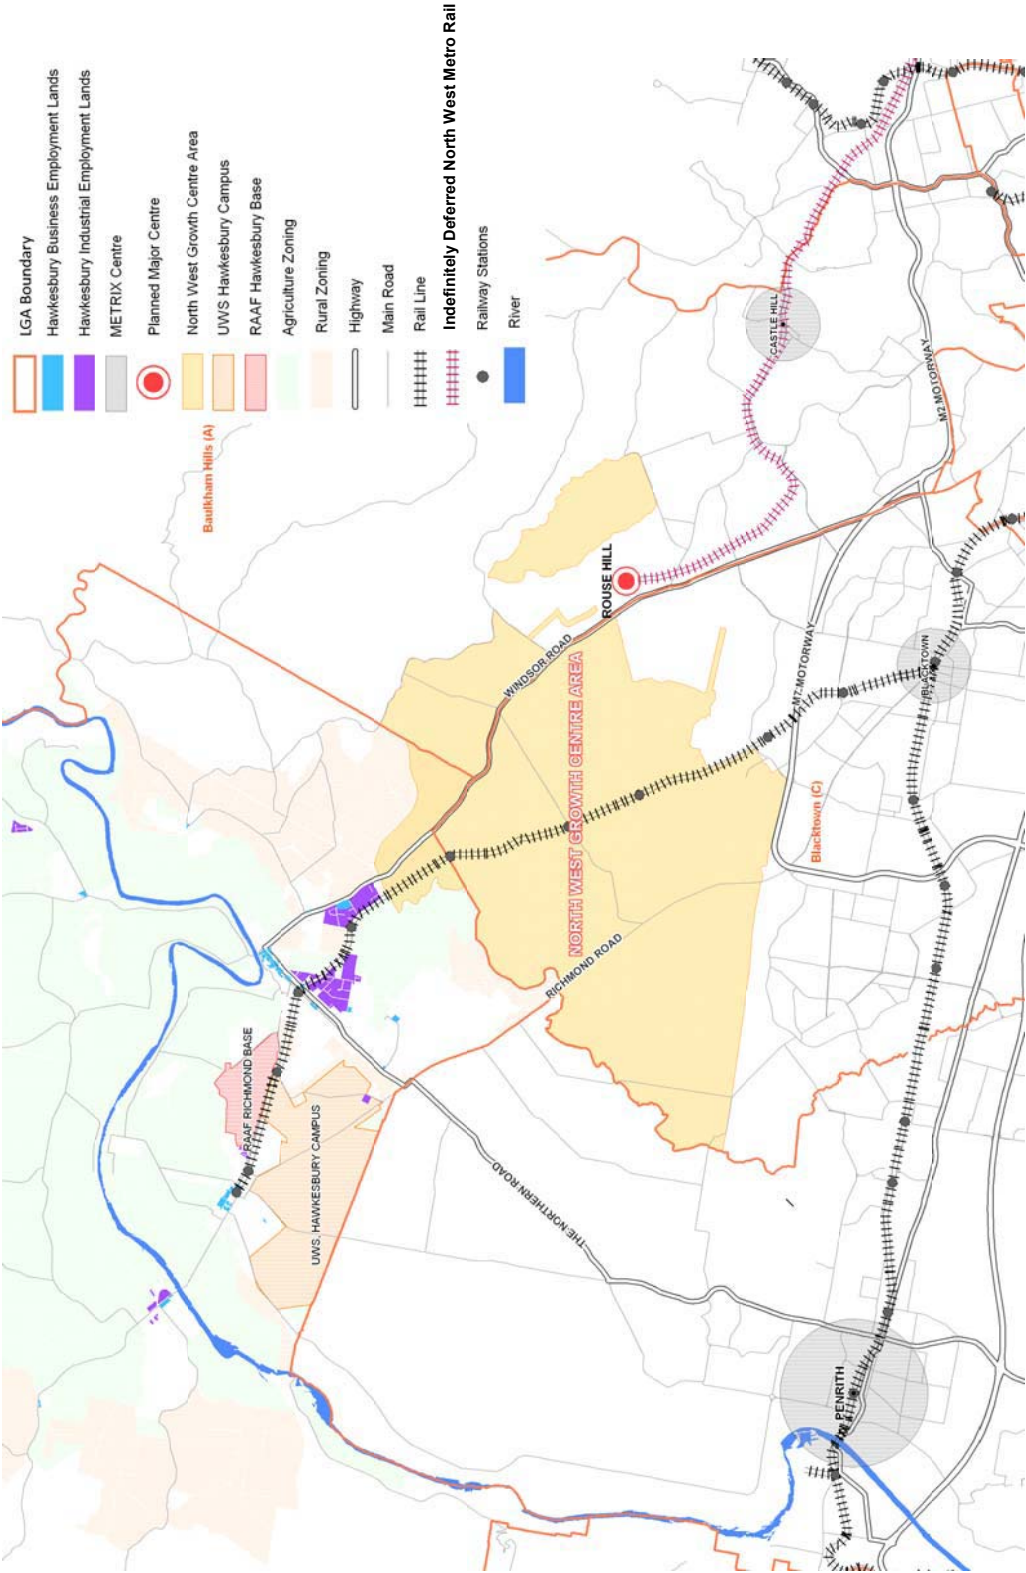 LGA Boundary
Hawkesbury Business Employment Lands
Hawkesbury Industrial Employment Lands
METRIX Centre
Planned Major Centre
North West Growth Centre Area
UWS Hawkesbury Campus
RAAF Hawkesbury Base
Agriculture Zoning
Rural Zoning
Highway
Main Road
Rail Line
Indefinitely Deferred North West Metro Rail
Railway Stations
River
Baulkham Hills (A)
CASTLE HILL
M2 MOTORWAY
ROUSE HILL
WINDSOR ROAD
M7 MOTORWAY
BLACKTOWN
NORTH WEST GROWTH CENTRE AREA
Blacktown (C)
RICHMOND ROAD
RAAF RICHMOND BASE
UWS. HAWKESBURY CAMPUS
THE NORTHERN ROAD
PENRITH